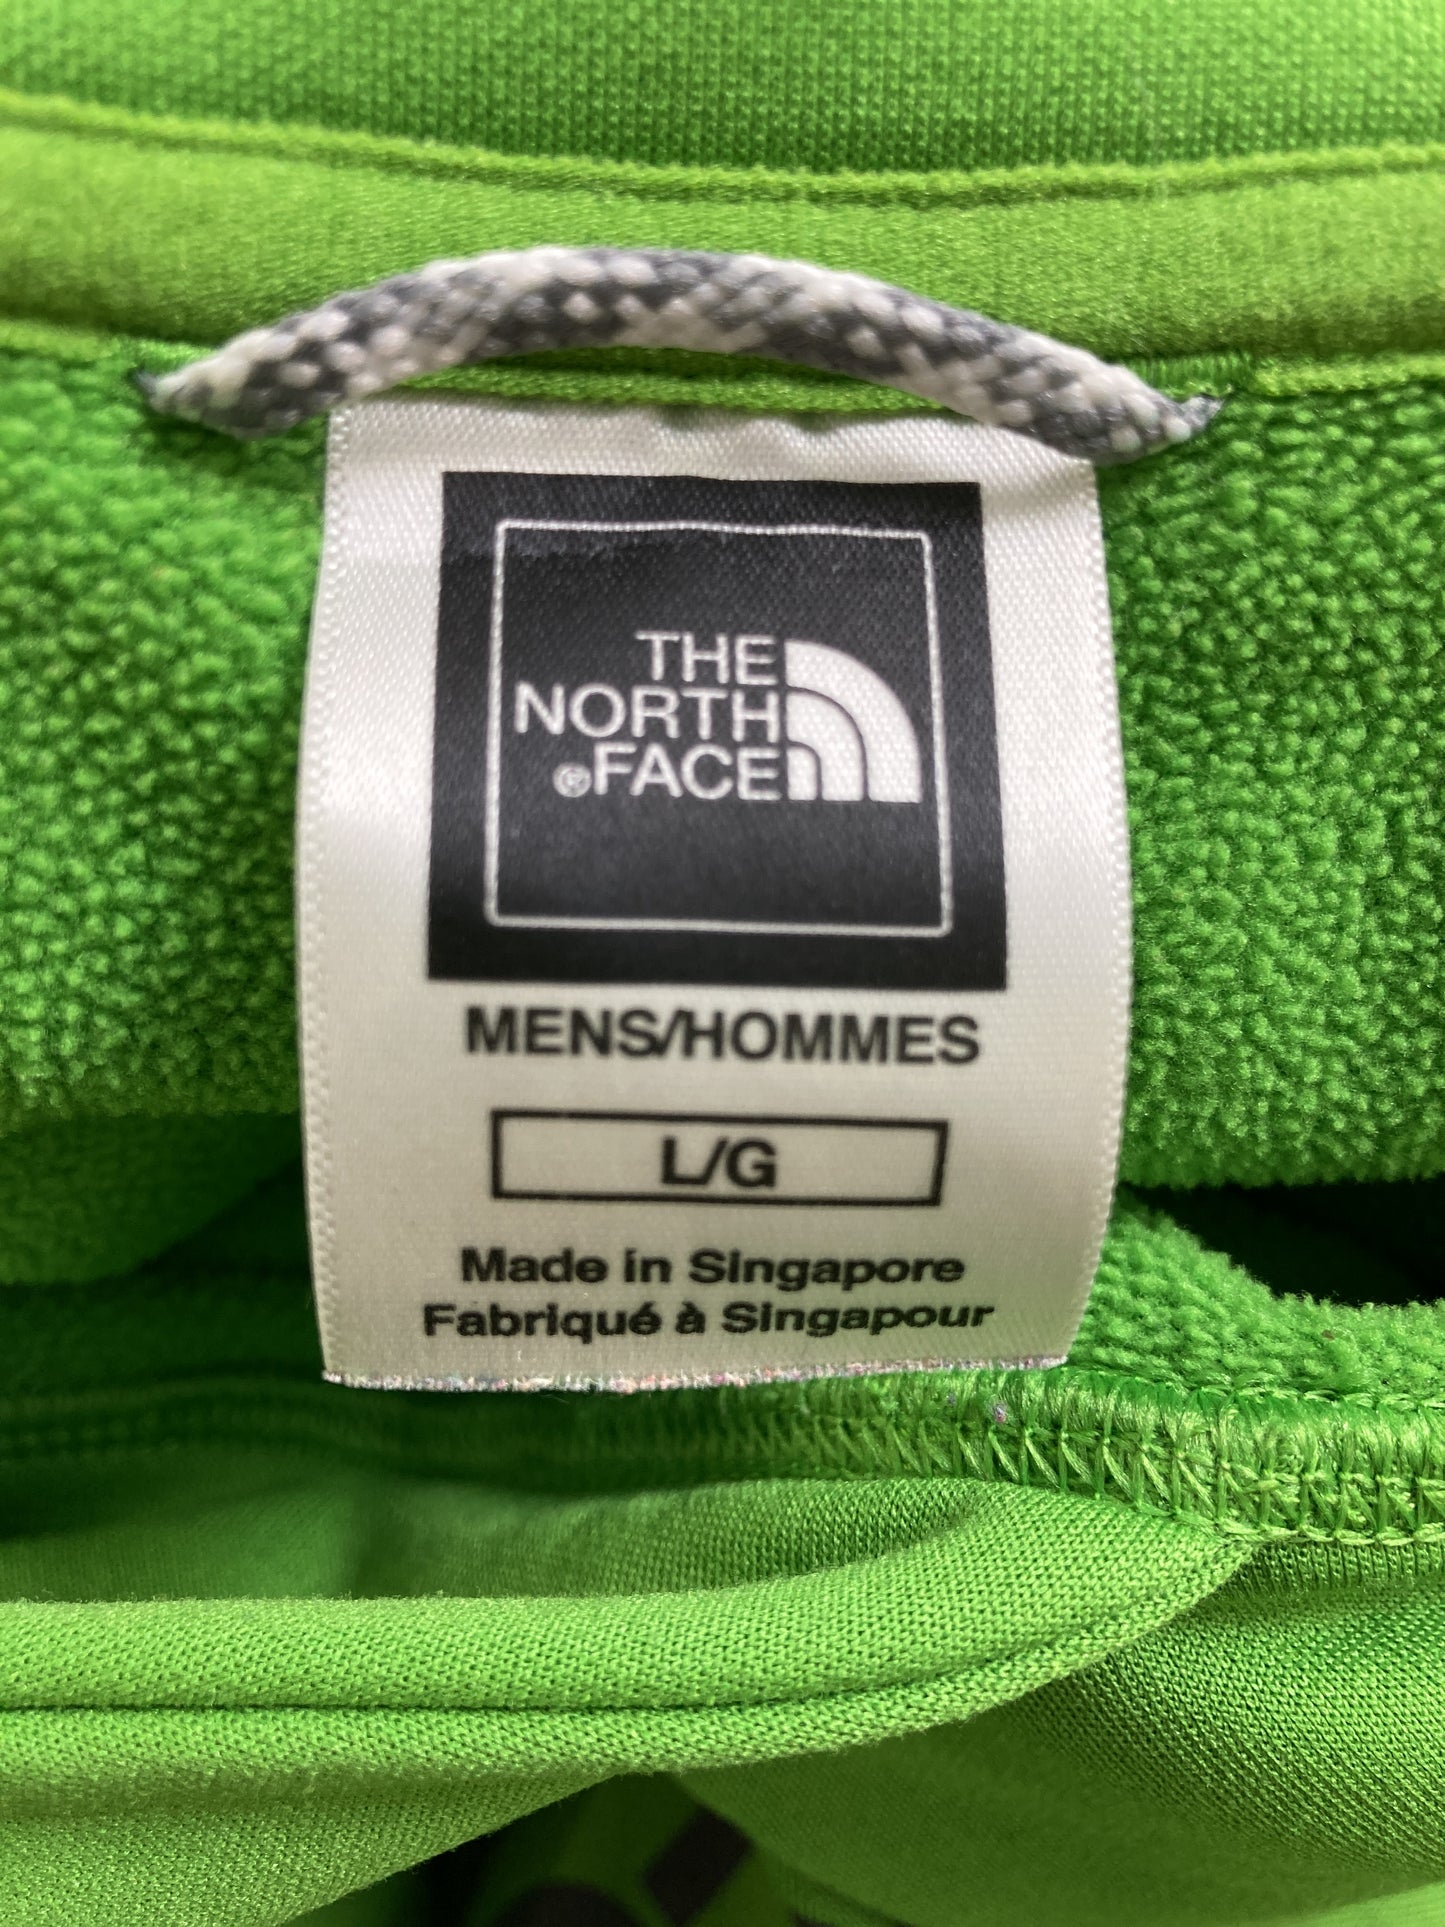 THE
NORTH
®FACE
MENS/HOMMES
L/G
Made in Singapore
Fabriqué à Singapour